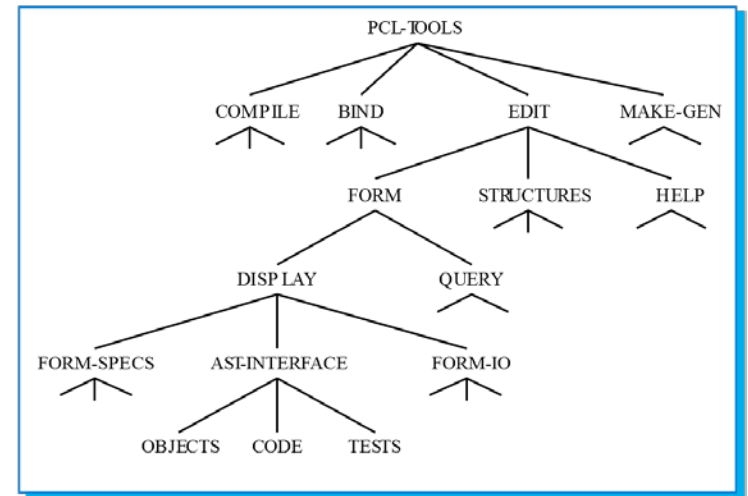 PCL-TOOLS
COMPILE BIND EDIT MAKE-GEN
FORM STRUCTURES HELP
DISPLAY QUERY
FORM-SPECS AST-INTERFACE FORM-IO
OBJECTS CODE TESTS